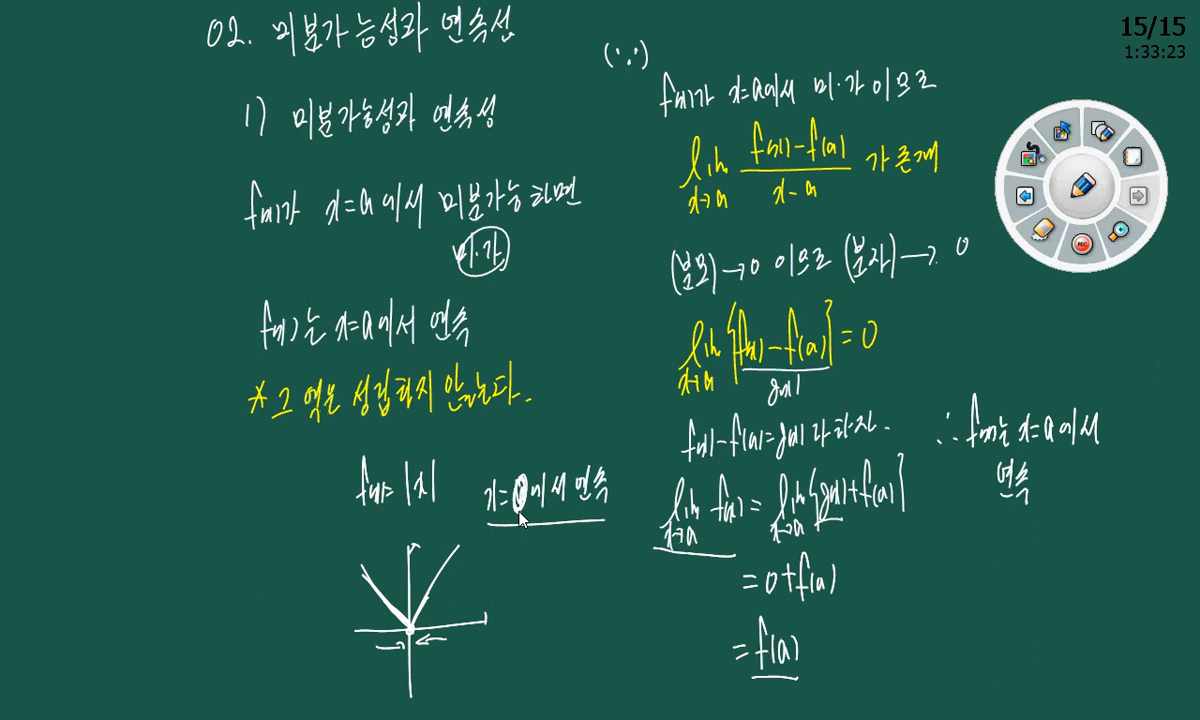 02. 미분가능성과 연속성
1) 미분가능성과 연속성
f(x)가 x=a에서 미분가능하면
미·가
f(x)는 x=a에서 연속
*그 역은 성립하지 않는다.
f(x)=|x| x=0에서 연속
(∵)
f(x)가 x=a에서 미·가 이므로
lim x→a f(x)-f(a) / x-a 가 존재
(분모)→0 이므로 (분자)→ 0
lim x→a {f(x)-f(a)}=0
g(x)
f(x)-f(a)=g(x)라 하자.
lim x→a f(x) = lim x→a {g(x)+f(a)}
=0+f(a)
=f(a)
∴ f(x)는 x=a에서
연속
15/15
1:33:23
REC